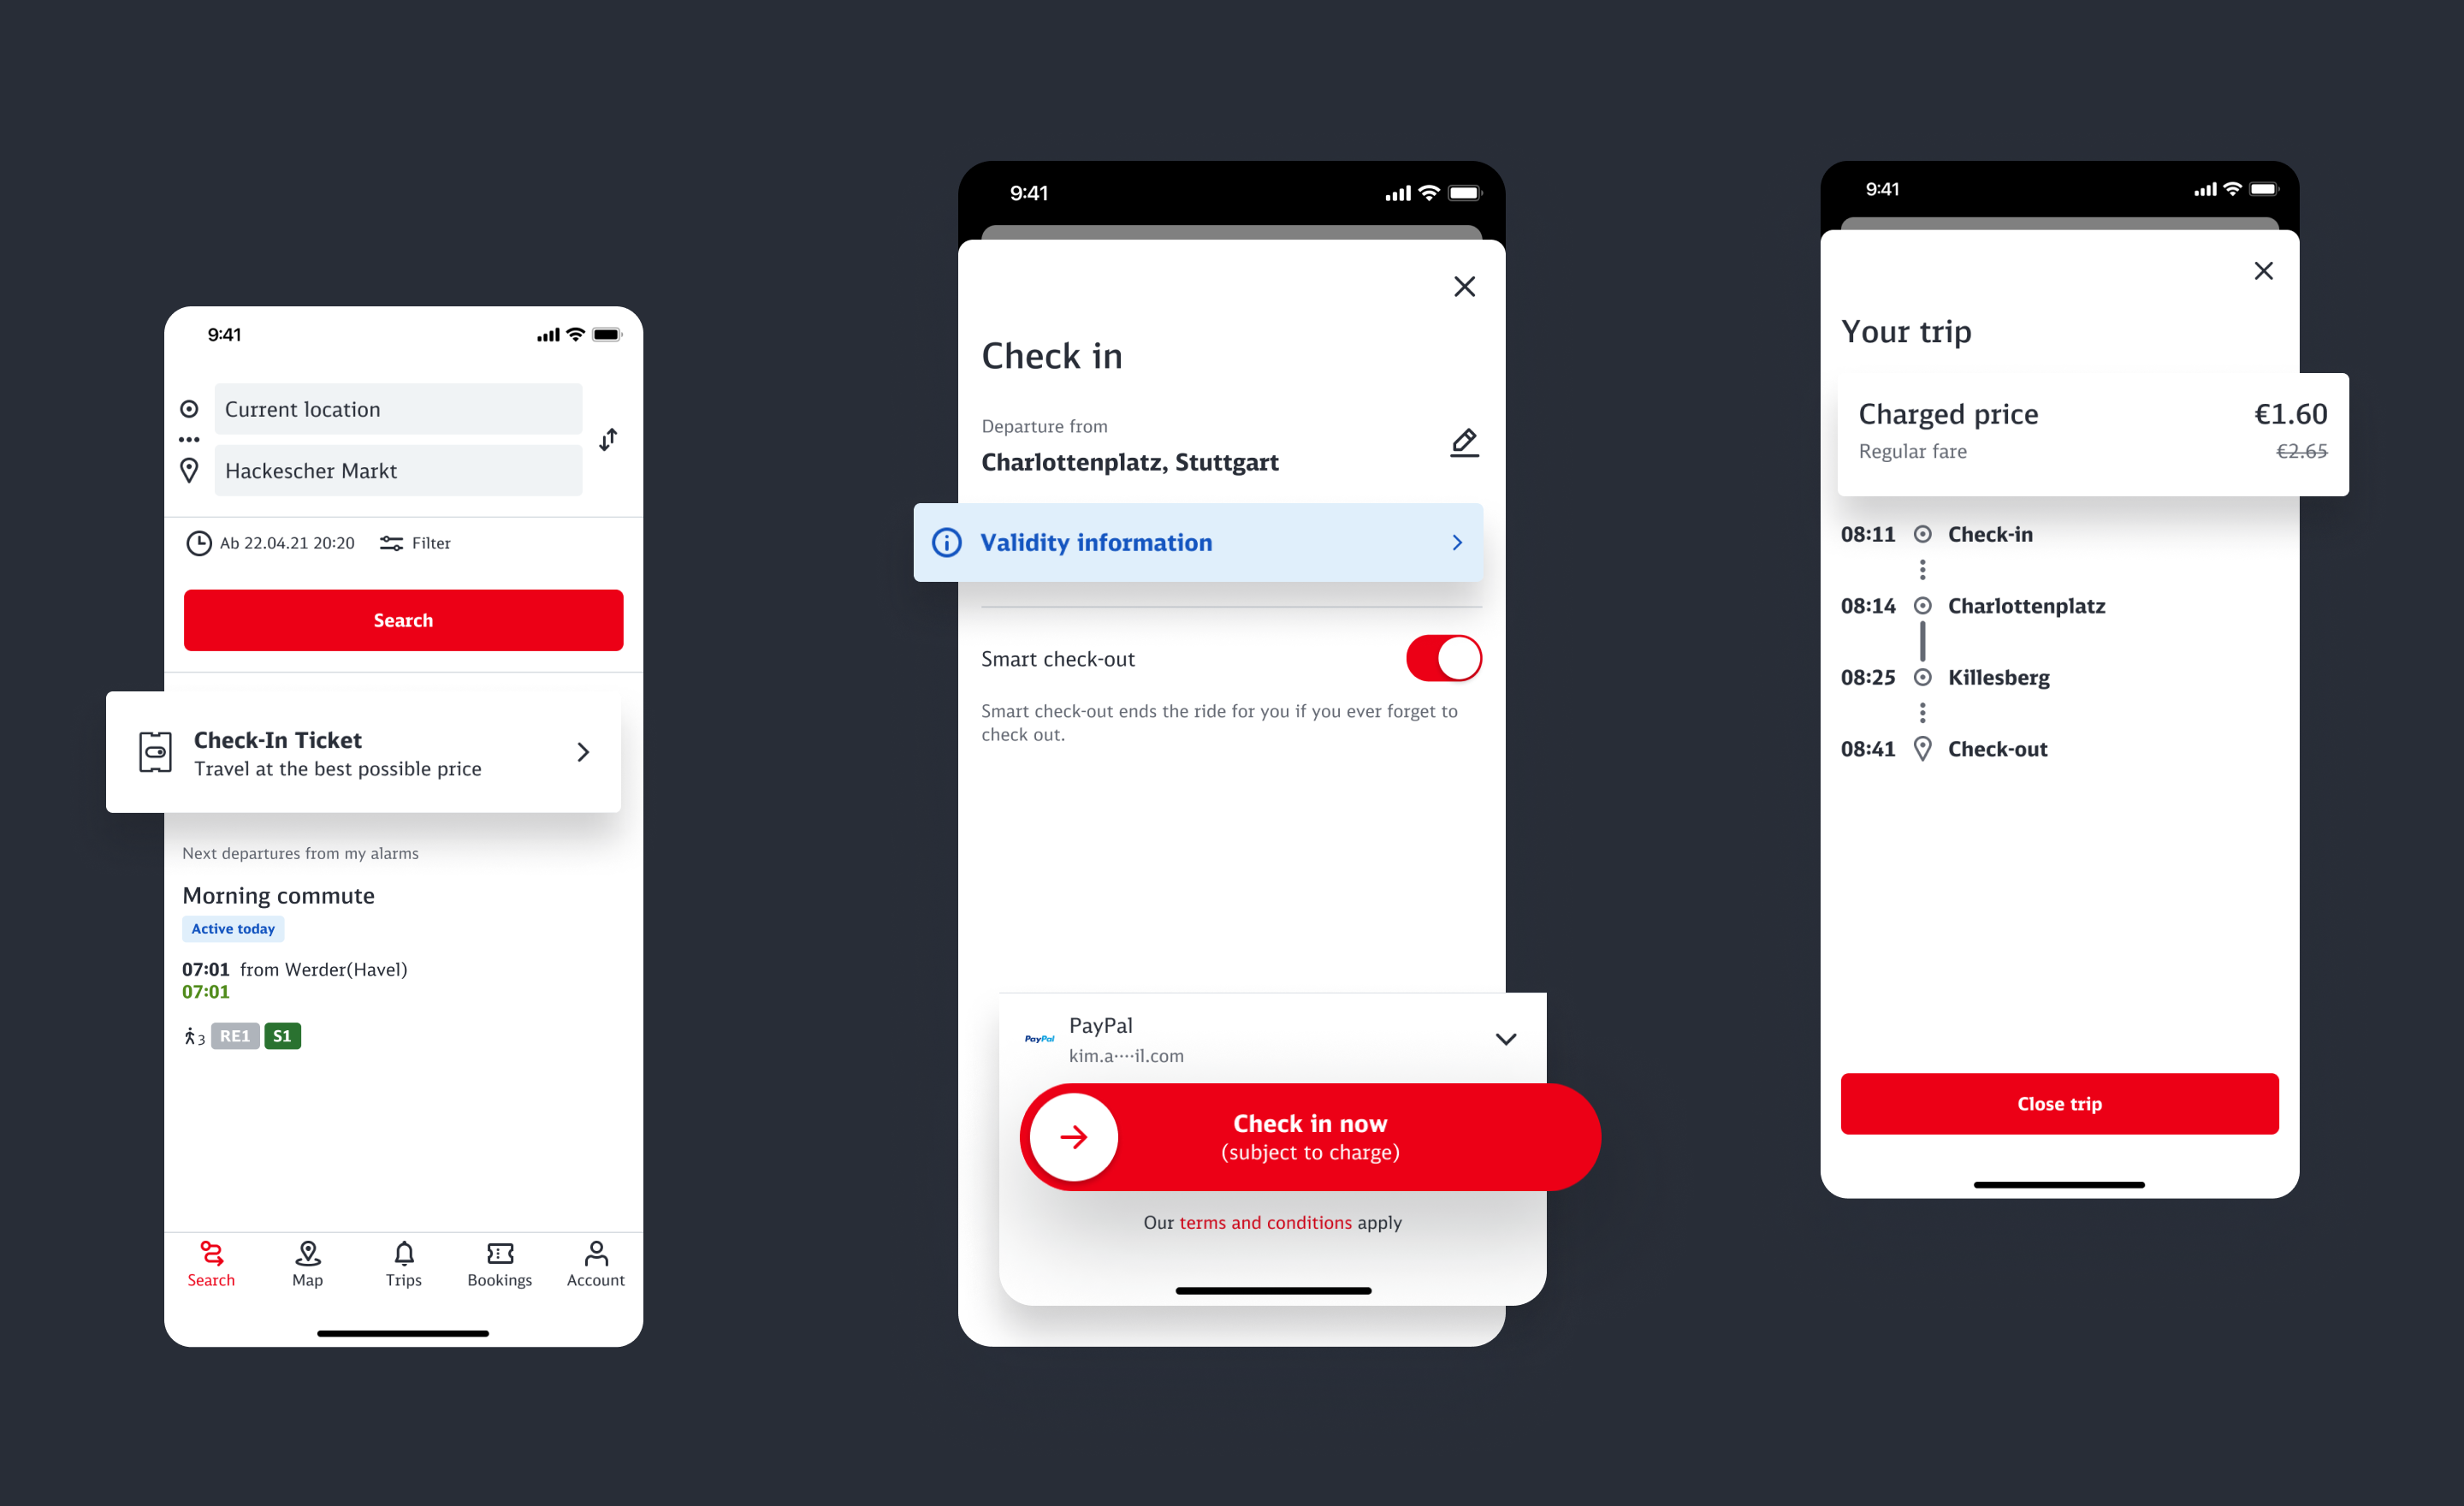 9:41
Current location
Hackescher Markt
Ab 22.04.21 20:20 Filter
Search
Check-In Ticket
Travel at the best possible price
Next departures from my alarms
Morning commute
Active today
07:01 from Werder(Havel)
07:01
3 RE1 S1
Search Map Trips Bookings Account
9:41
Check in
Departure from
Charlottenplatz, Stuttgart
Validity information
Smart check-out
Smart check-out ends the ride for you if you ever forget to
check out.
PayPal
PayPal
kim.a····il.com
Check in now
(subject to charge)
Our terms and conditions apply
9:41
Your trip
Charged price €1.60
Regular fare €2.65
08:11 Check-in
08:14 Charlottenplatz
08:25 Killesberg
08:41 Check-out
Close trip